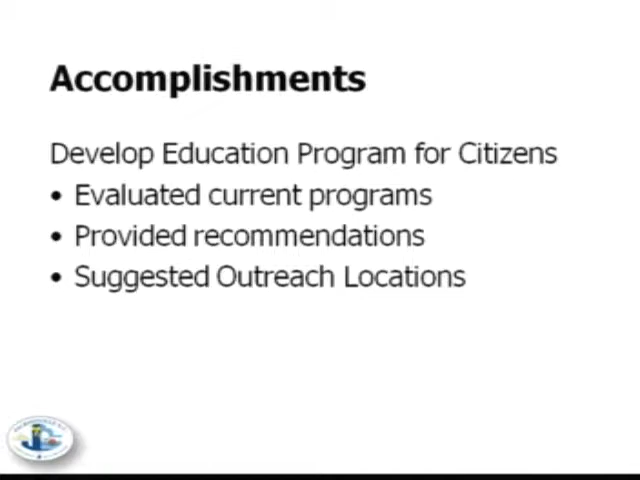 Accomplishments
Develop Education Program for Citizens
• Evaluated current programs
• Provided recommendations
• Suggested Outreach Locations